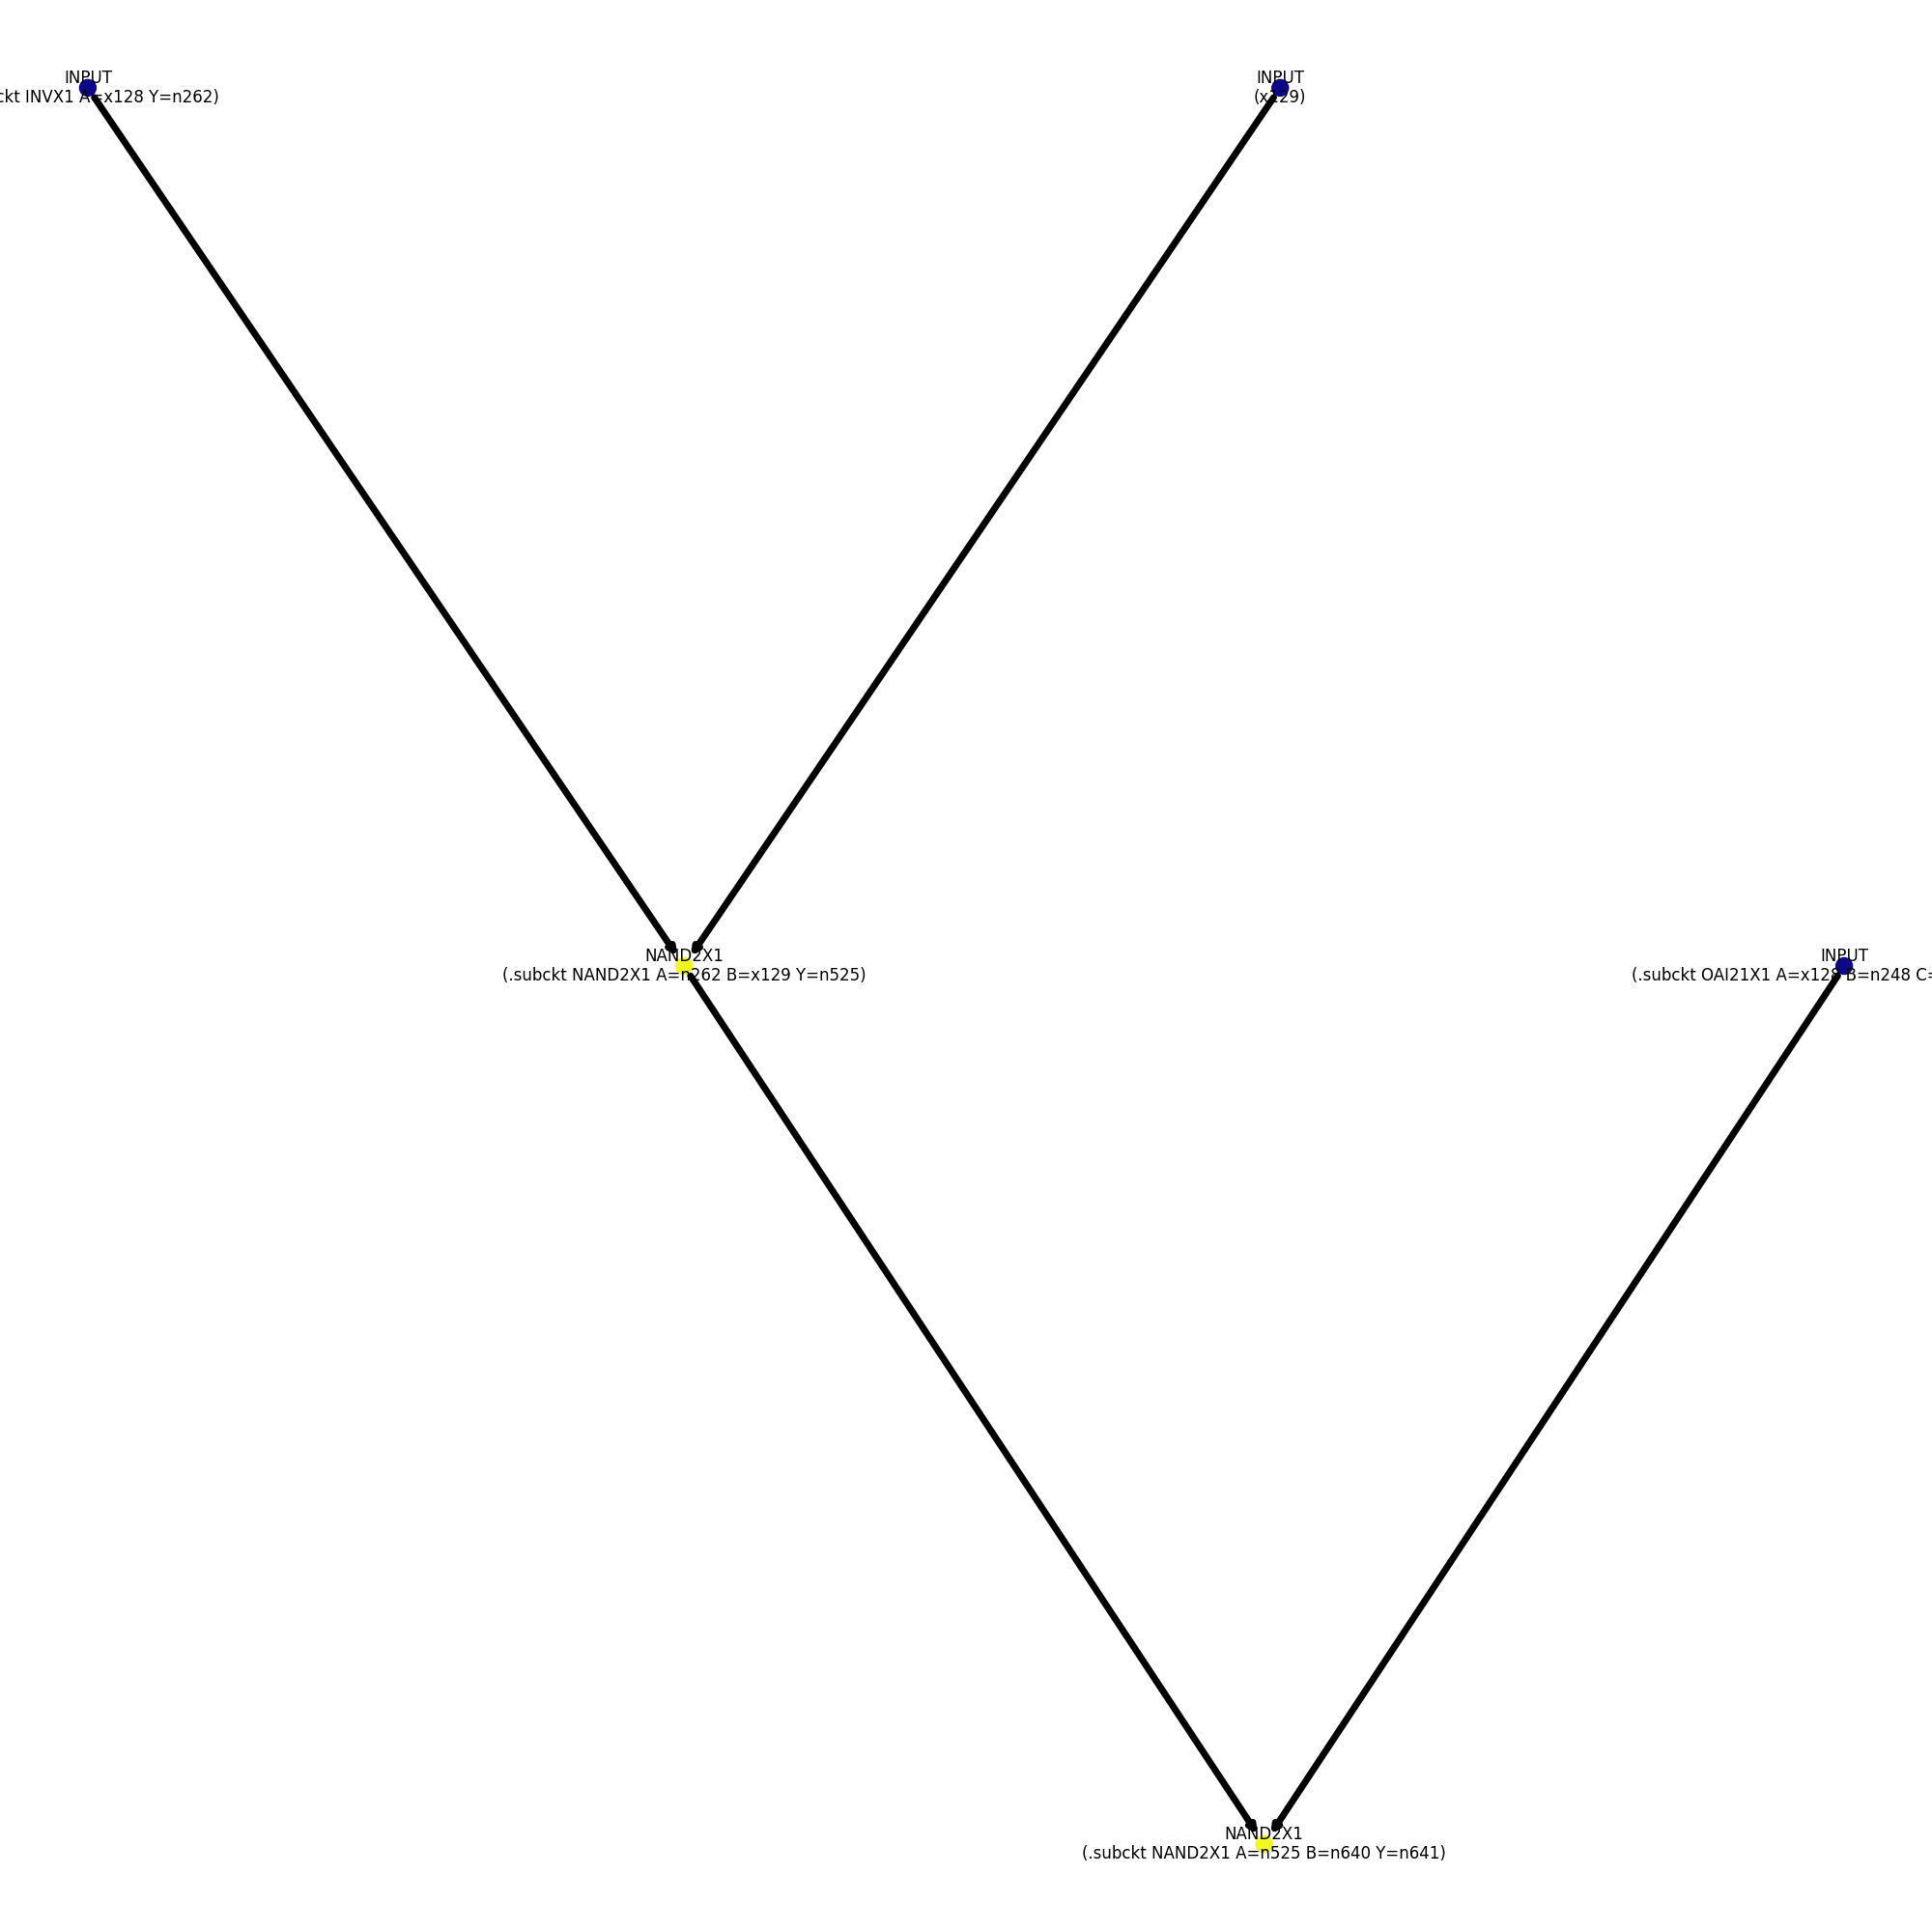 INPUT
ckt INVX1 A=x128 Y=n262)
INPUT
(x129)
NAND2X1
(.subckt NAND2X1 A=n262 B=x129 Y=n525)
INPUT
(.subckt OAI21X1 A=x128 B=n248 C=
NAND2X1
(.subckt NAND2X1 A=n525 B=n640 Y=n641)